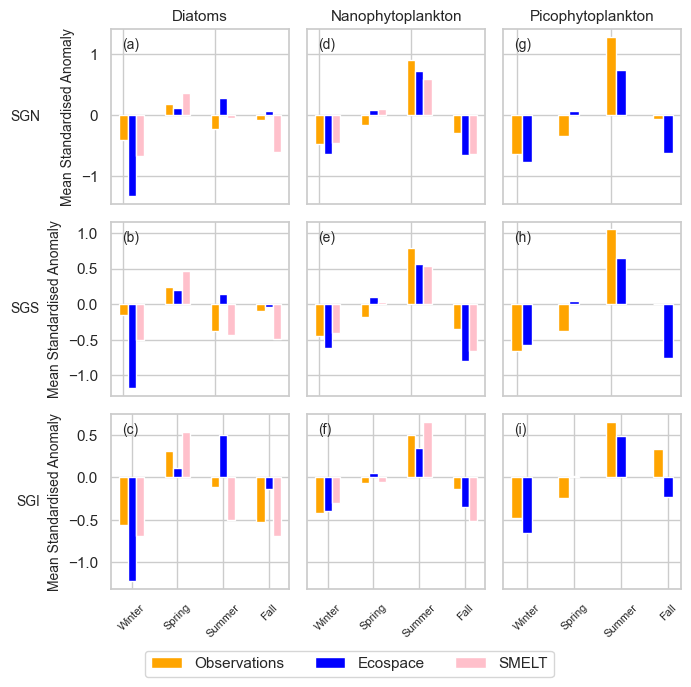 Diatoms Nanophytoplankton Picophytoplankton
SGN
Mean Standardised Anomaly
1
0
−1
(a) (d) (g)
SGS
Mean Standardised Anomaly
1.0
0.5
0.0
−0.5
−1.0
(b) (e) (h)
SGI
Mean Standardised Anomaly
0.5
0.0
−0.5
−1.0
(c) (f) (i)
Winter Spring Summer Fall Winter Spring Summer Fall Winter Spring Summer Fall
Observations Ecospace SMELT